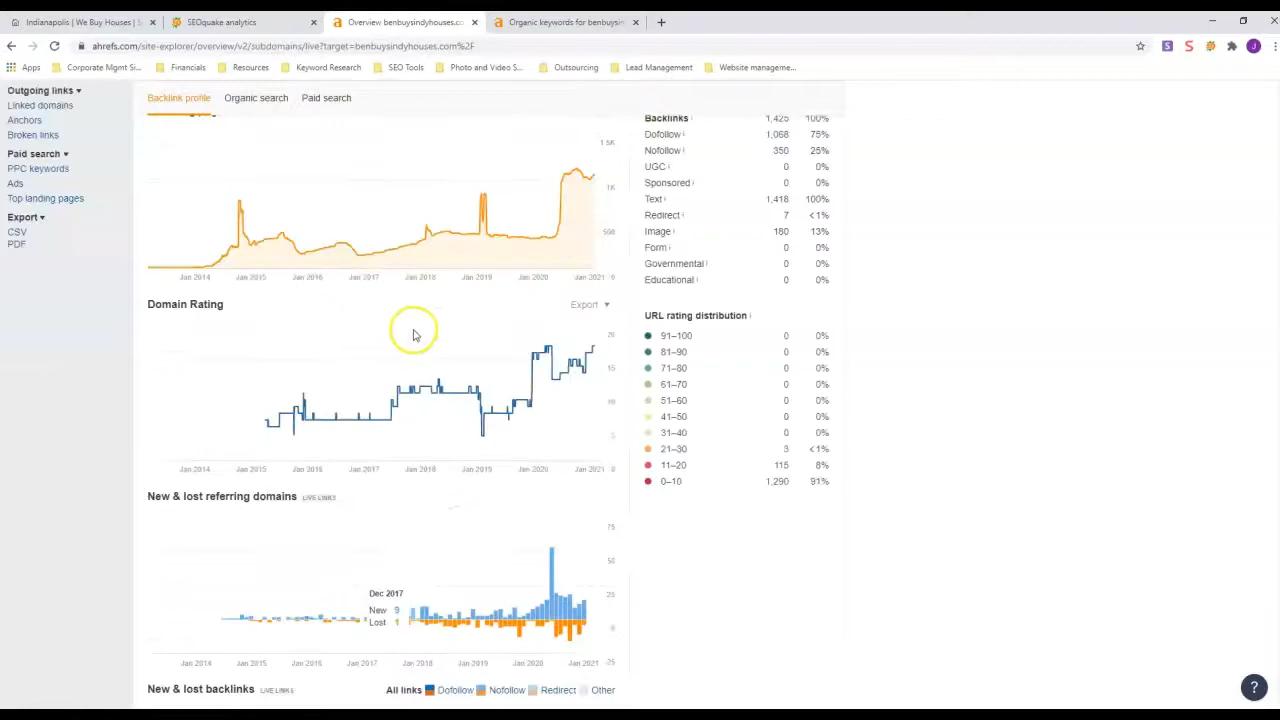 Indianapolis | We Buy Houses | S
SEOquake analytics
Overview benbuysindyhouses.co
Organic keywords for benbuysin
ahrefs.com/site-explorer/overview/v2/subdomains/live?target=benbuysindyhouses.com%2F
Apps
Corporate Mgmt Si...
Financials
Resources
Keyword Research
SEO Tools
Photo and Video S...
Outsourcing
Lead Management
Website manageme...
Outgoing links
Linked domains
Anchors
Broken links
Paid search
PPC keywords
Ads
Top landing pages
Export
CSV
PDF
Backlink profile Organic search Paid search
1.5K
1K
500
0
Jan 2014 Jan 2015 Jan 2016 Jan 2017 Jan 2018 Jan 2019 Jan 2020 Jan 2021
Domain Rating
Export
20
15
10
5
0
Jan 2014 Jan 2015 Jan 2016 Jan 2017 Jan 2018 Jan 2019 Jan 2020 Jan 2021
New & lost referring domains LIVE LINKS
75
50
25
0
-25
Dec 2017
New 9
Lost 1
Jan 2014 Jan 2015 Jan 2016 Jan 2017 Jan 2018 Jan 2019 Jan 2020 Jan 2021
New & lost backlinks LIVE LINKS
All links Dofollow Nofollow Redirect Other
Backlinks 1,425 100%
Dofollow 1,068 75%
Nofollow 350 25%
UGC 0 0%
Sponsored 0 0%
Text 1,418 100%
Redirect 7 <1%
Image 180 13%
Form 0 0%
Governmental 0 0%
Educational 0 0%
URL rating distribution
91–100 0 0%
81–90 0 0%
71–80 0 0%
61–70 0 0%
51–60 0 0%
41–50 0 0%
31–40 0 0%
21–30 3 <1%
11–20 115 8%
0–10 1,290 91%
?